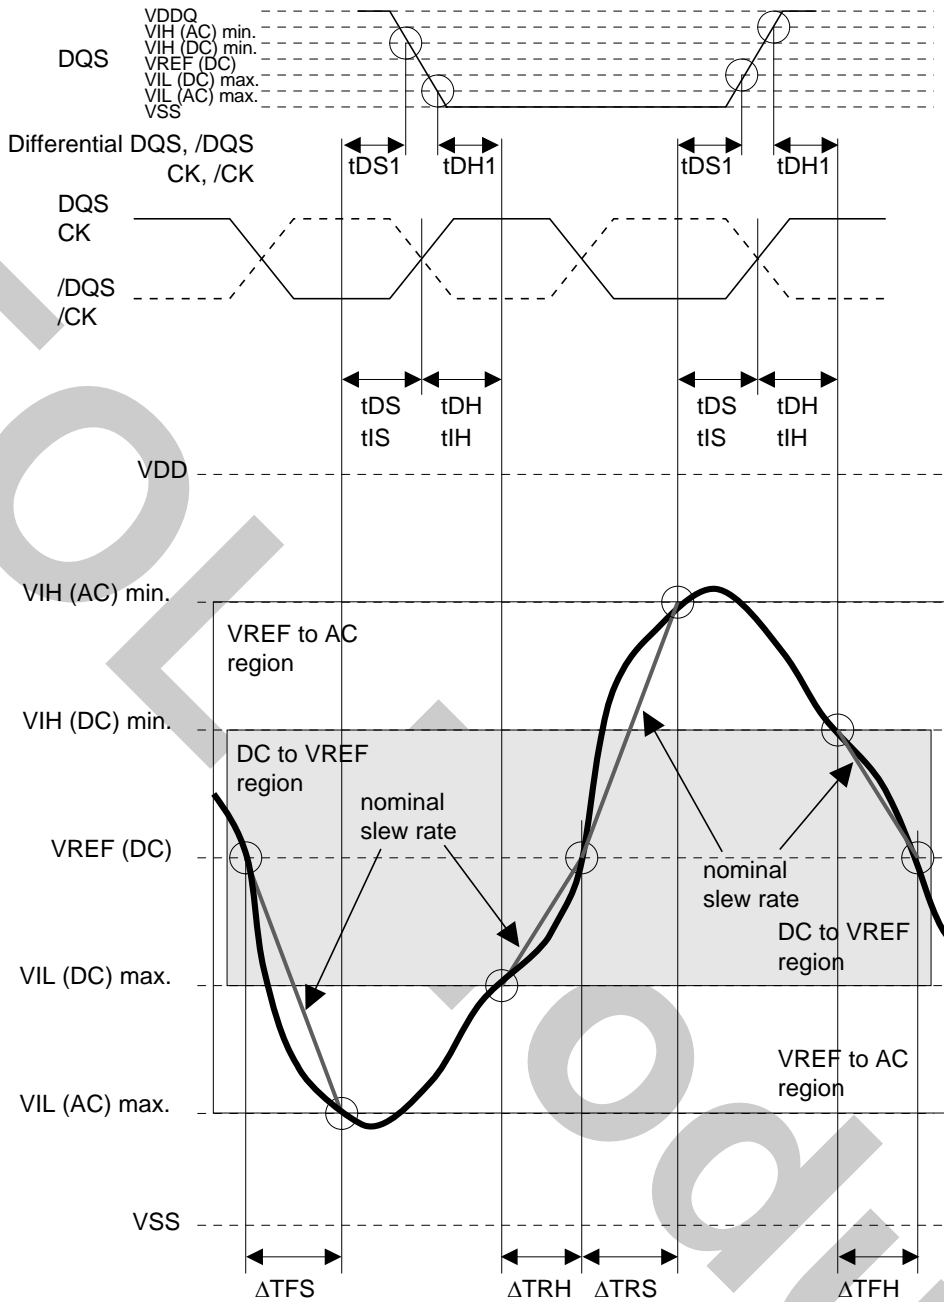 VDDQ
VIH (AC) min.
VIH (DC) min.
DQS
VREF (DC)
VIL (DC) max.
VIL (AC) max.
VSS
Differential DQS, /DQS
CK, /CK
tDS1
tDH1
tDS1
tDH1
DQS
CK
/DQS
/CK
tDS
tIS
tDH
tIH
tDS
tIS
tDH
tIH
VDD
VIH (AC) min.
VREF to AC
region
VIH (DC) min.
DC to VREF
region
nominal
slew rate
VREF (DC)
nominal
slew rate
DC to VREF
region
VIL (DC) max.
VREF to AC
region
VIL (AC) max.
VSS
ΔTFS
ΔTRH
ΔTRS
ΔTFH